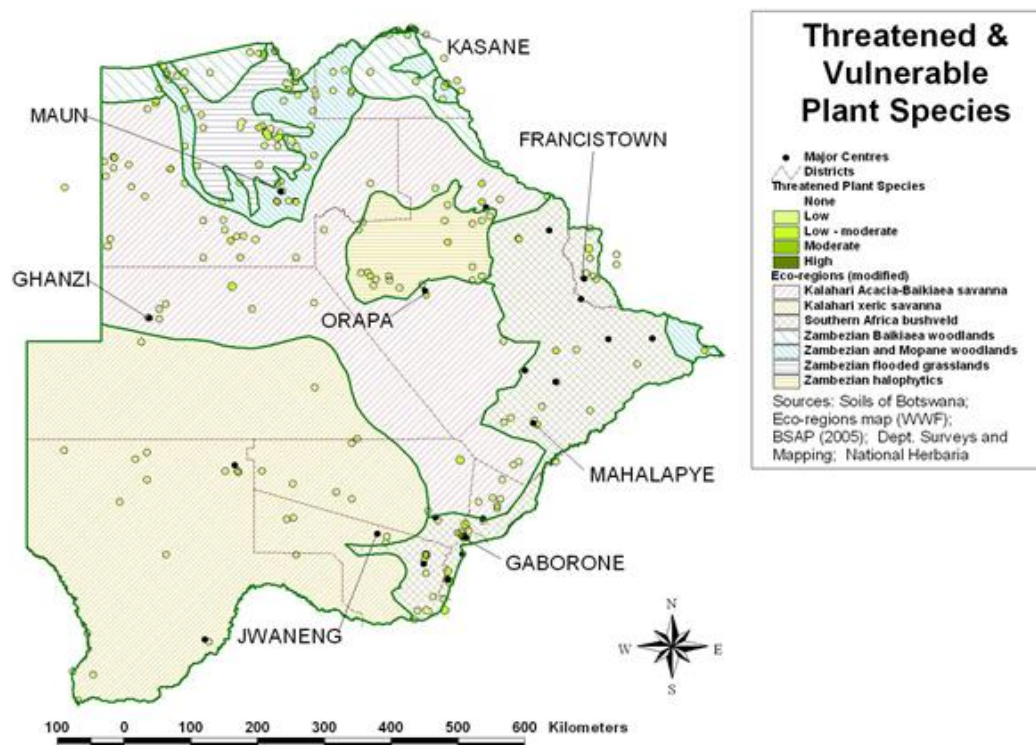 KASANE
MAUN
FRANCISTOWN
GHANZI
ORAPA
MAHALAPYE
GABORONE
JWANENG
Threatened &
Vulnerable
Plant Species
Major Centres
Districts
Threatened Plant Species
None
Low
Low - moderate
Moderate
High
Eco-regions (modified)
Kalahari Acacia-Baikiaea savanna
Kalahari xeric savanna
Southern Africa bushveld
Zambezian Baikiaea woodlands
Zambezian and Mopane woodlands
Zambezian flooded grasslands
Zambezian halophytics
Sources: Soils of Botswana;
Eco-regions map (WWF);
BSAP (2005); Dept. Surveys and
Mapping; National Herbaria
N
W E
S
100 0 100 200 300 400 500 600 Kilometers